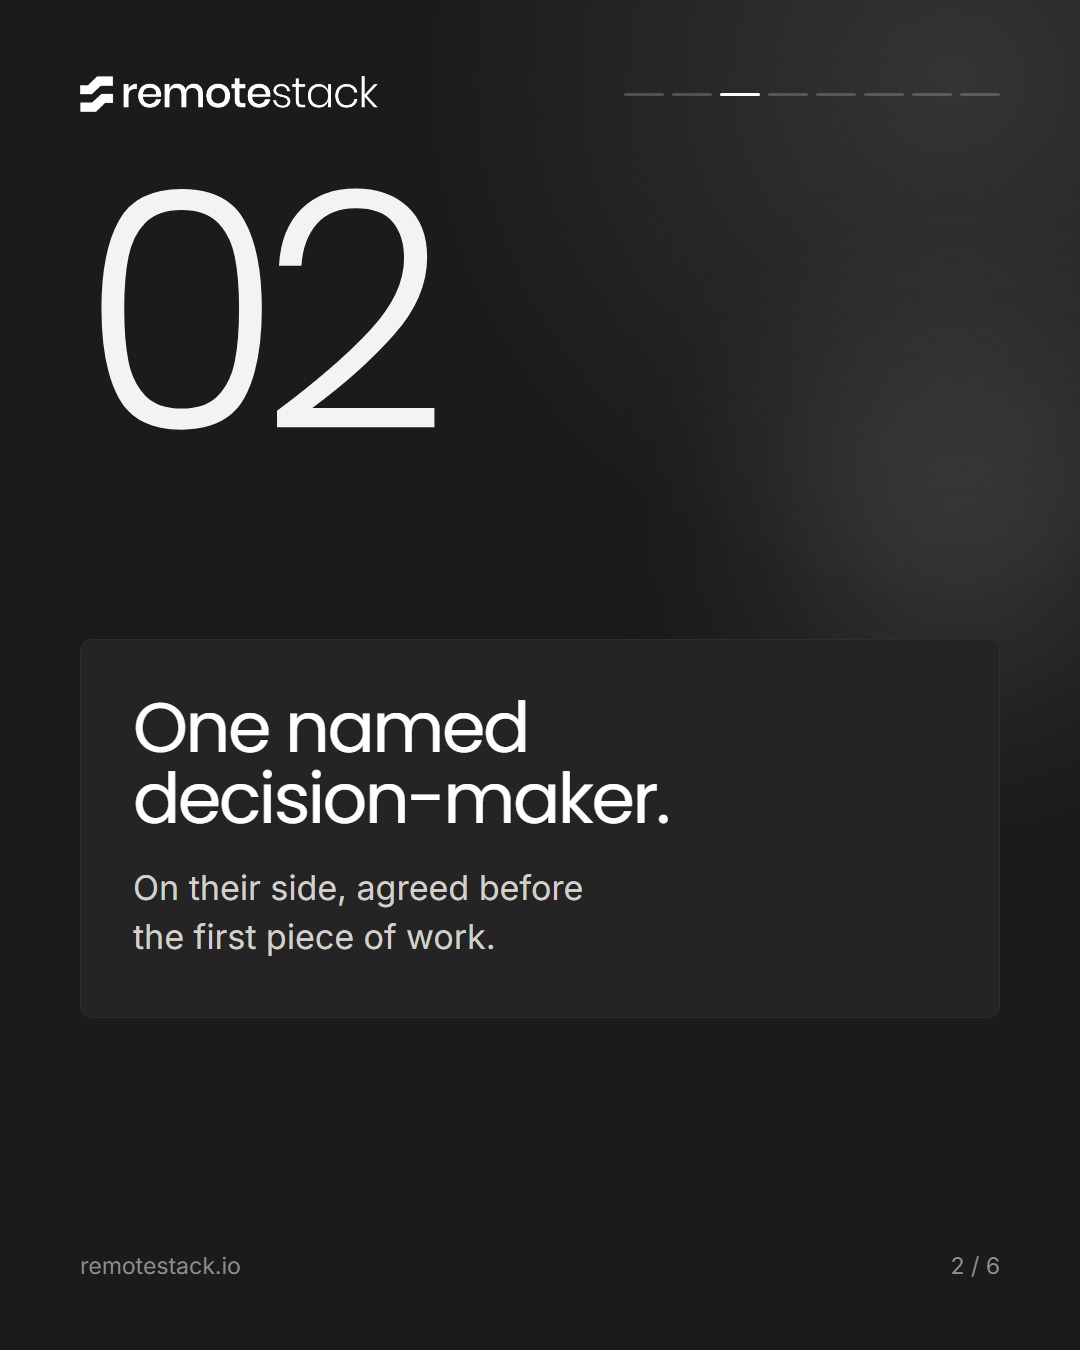 remotestack
02
One named
decision-maker.
On their side, agreed before
the first piece of work.
remotestack.io
2 / 6